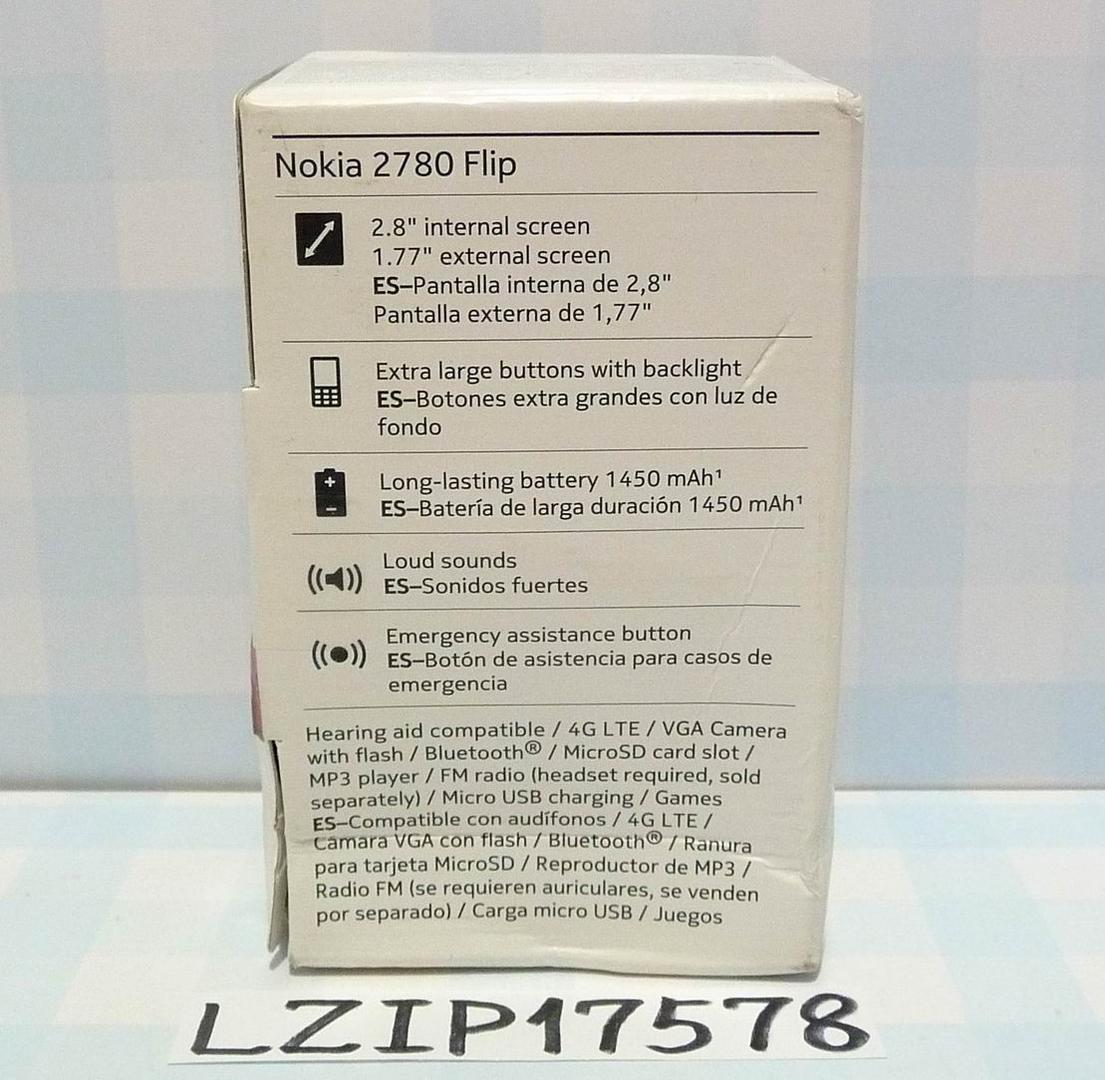 Nokia 2780 Flip
2.8" internal screen
1.77" external screen
ES–Pantalla interna de 2,8"
Pantalla externa de 1,77"
Extra large buttons with backlight
ES–Botones extra grandes con luz de
fondo
Long-lasting battery 1450 mAh¹
ES–Batería de larga duración 1450 mAh¹
Loud sounds
ES–Sonidos fuertes
Emergency assistance button
ES–Botón de asistencia para casos de
emergencia
Hearing aid compatible / 4G LTE / VGA Camera
with flash / Bluetooth® / MicroSD card slot /
MP3 player / FM radio (headset required, sold
separately) / Micro USB charging / Games
ES–Compatible con audífonos / 4G LTE /
Cámara VGA con flash / Bluetooth® / Ranura
para tarjeta MicroSD / Reproductor de MP3 /
Radio FM (se requieren auriculares, se venden
por separado) / Carga micro USB / Juegos
LZIP17578